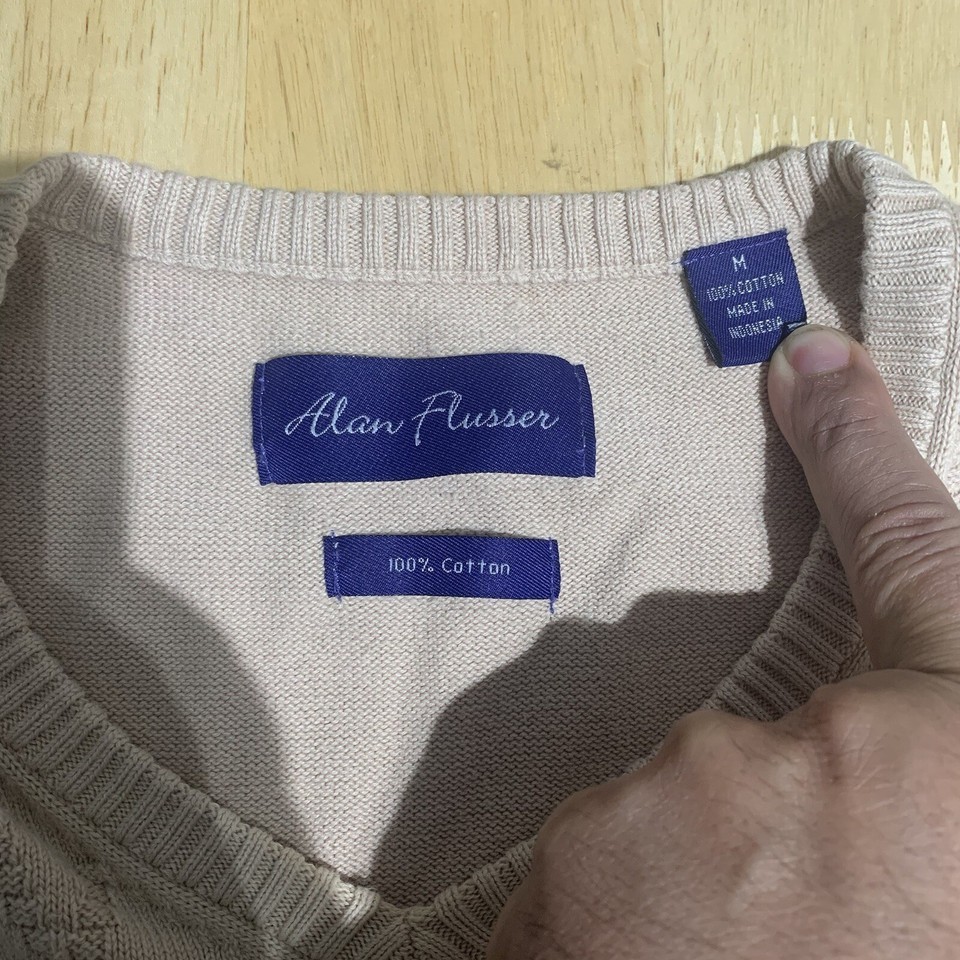 M
100% COTTON
MADE IN
INDONESIA
Alan Flusser
100% Cotton